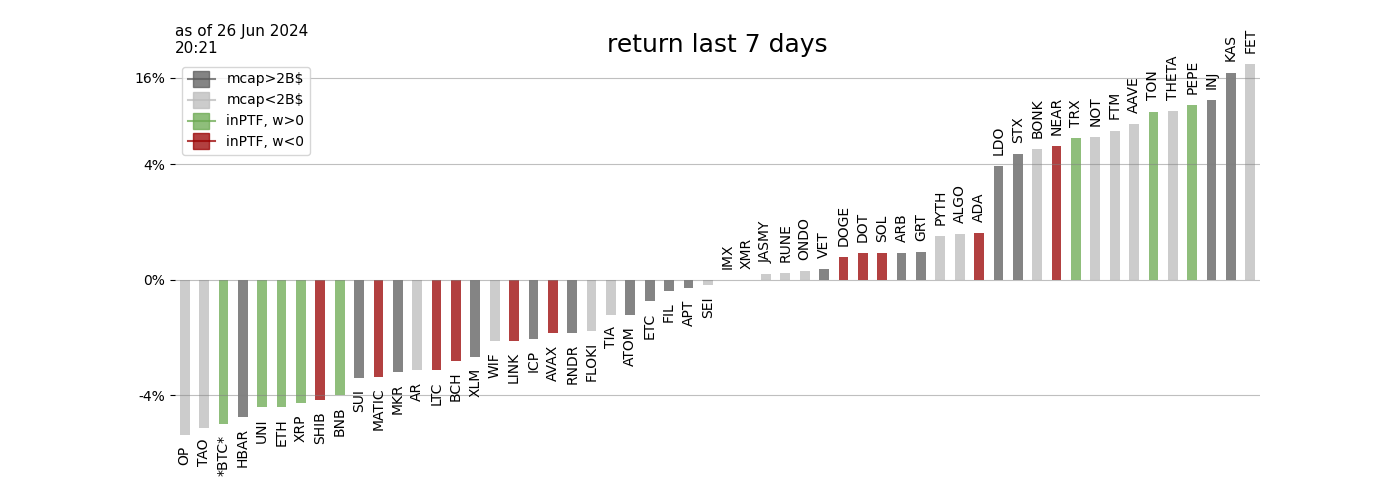 as of 26 Jun 2024
20:21
return last 7 days
16%
4%
0%
-4%
mcap>2B$
mcap<2B$
inPTF, w>0
inPTF, w<0
OP
TAO
*BTC*
HBAR
UNI
ETH
XRP
SHIB
BNB
SUI
MATIC
MKR
AR
LTC
BCH
XLM
WIF
LINK
ICP
AVAX
RNDR
FLOKI
TIA
ATOM
ETC
FIL
APT
SEI
IMX
XMR
JASMY
RUNE
ONDO
VET
DOGE
DOT
SOL
ARB
GRT
PYTH
ALGO
ADA
LDO
STX
BONK
NEAR
TRX
NOT
FTM
AAVE
TON
THETA
PEPE
INJ
KAS
FET